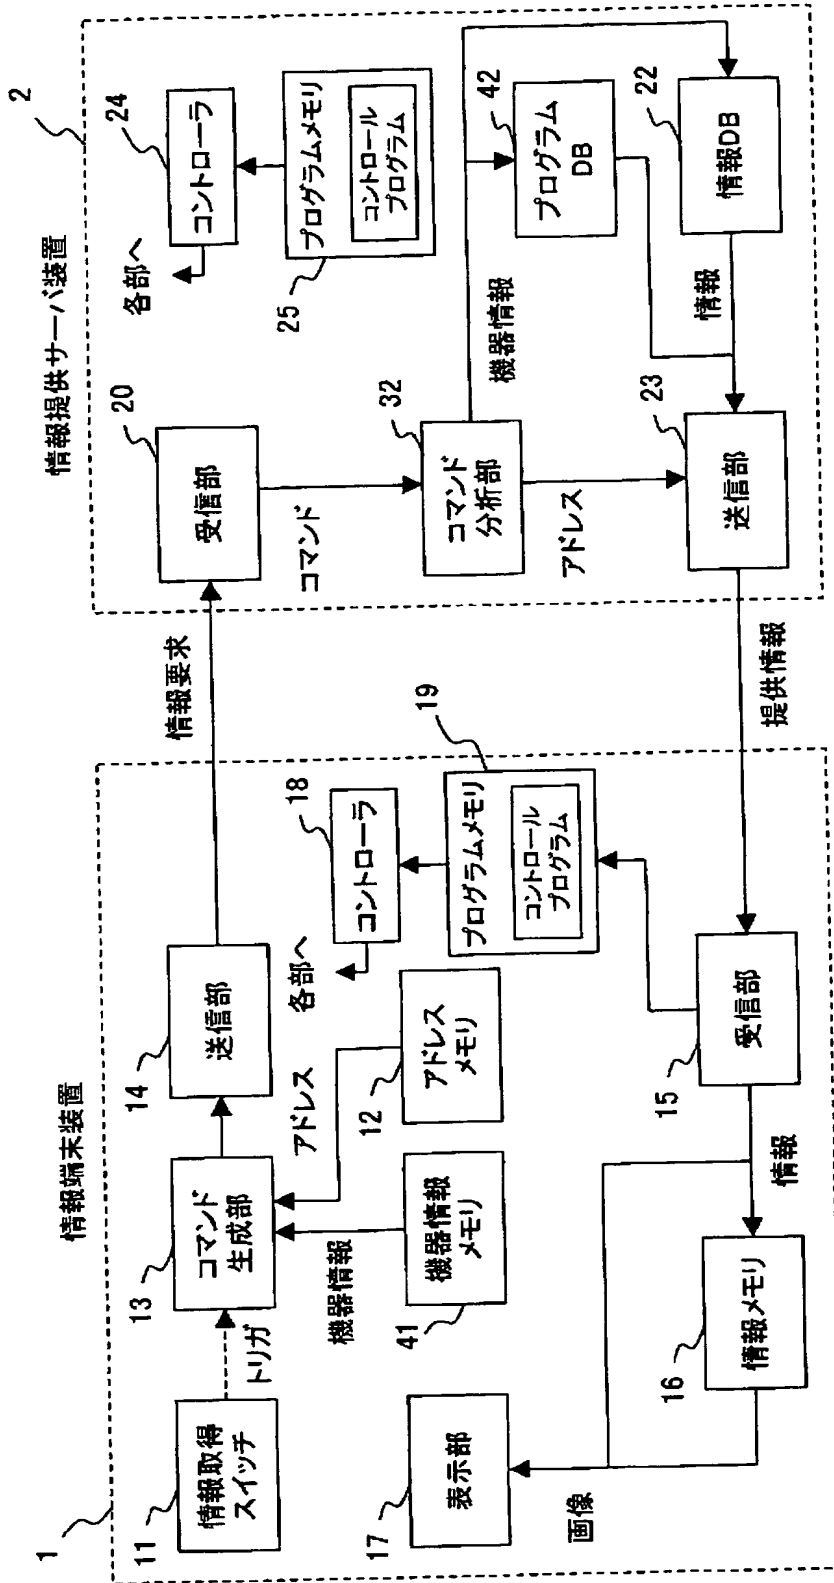 情報端末装置
1
11
情報取得
スイッチ
トリガ
13
コマンド
生成部
14
送信部
情報要求
アドレス
機器情報
41
機器情報
メモリ
12
アドレス
メモリ
各部へ
18
コントローラ
19
プログラムメモリ
コントロール
プログラム
17
表示部
画像
16
情報メモリ
情報
15
受信部
提供情報
情報提供サーバ装置
2
20
受信部
コマンド
32
コマンド
分析部
アドレス
機器情報
各部へ
24
コントローラ
25
プログラムメモリ
コントロール
プログラム
42
プログラム
DB
22
情報DB
情報
23
送信部